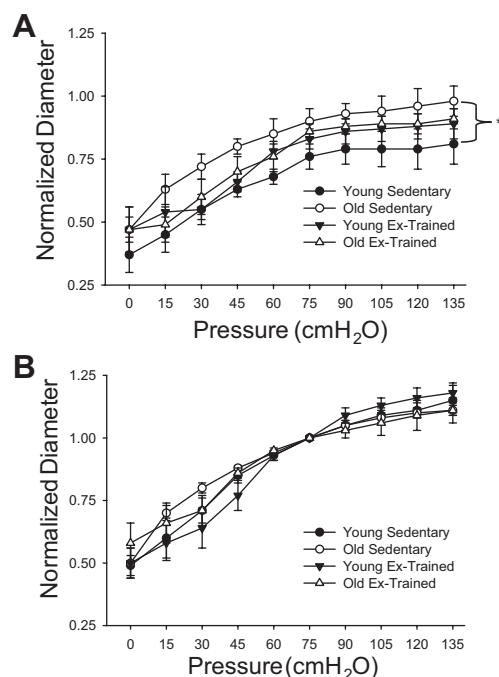 A
Normalized Diameter
1.25
1.00
0.75
0.50
0.25
*
Young Sedentary
Old Sedentary
Young Ex-Trained
Old Ex-Trained
0 15 30 45 60 75 90 105 120 135
Pressure (cmH₂O)
B
Normalized Diameter
1.25
1.00
0.75
0.50
0.25
Young Sedentary
Old Sedentary
Young Ex-Trained
Old Ex-Trained
0 15 30 45 60 75 90 105 120 135
Pressure (cmH₂O)